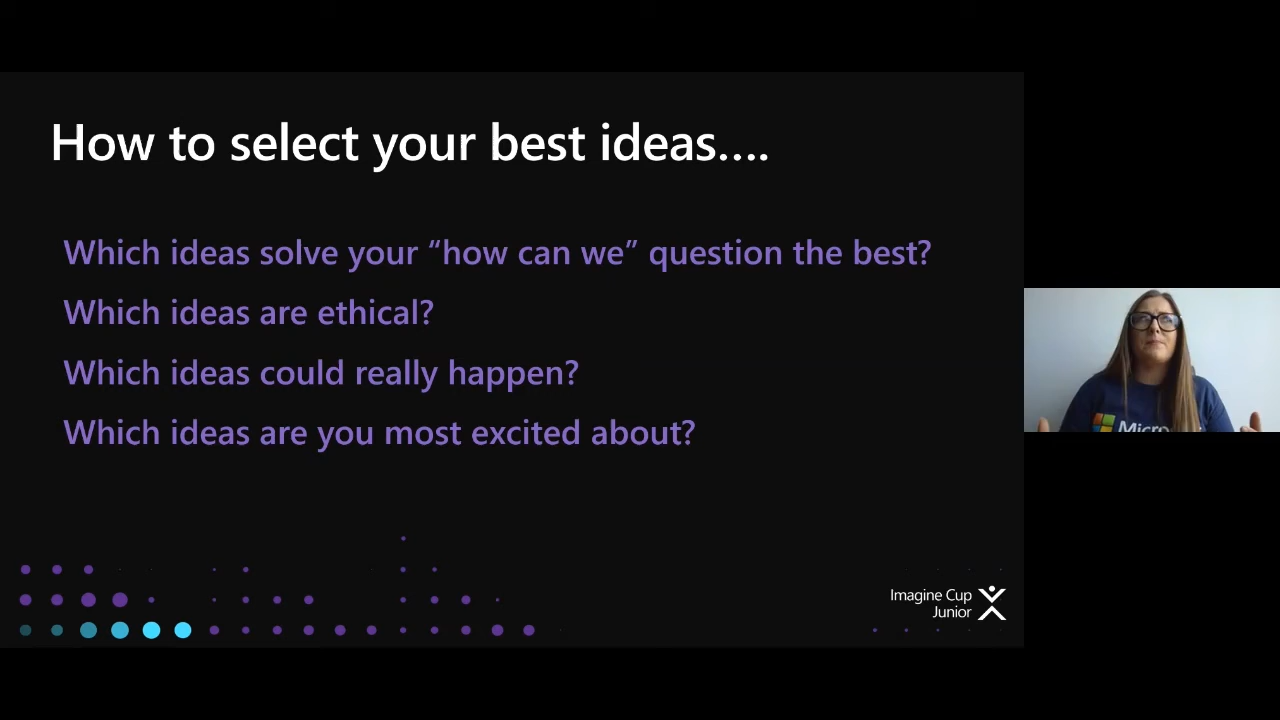 How to select your best ideas....
Which ideas solve your “how can we” question the best?
Which ideas are ethical?
Which ideas could really happen?
Which ideas are you most excited about?
Imagine Cup
Junior